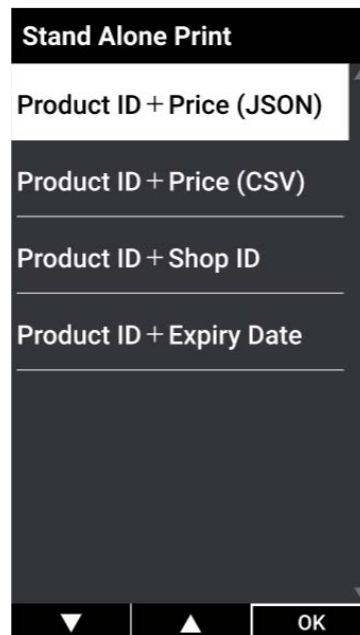 Stand Alone Print
Product ID＋Price (JSON)
Product ID＋Price (CSV)
Product ID＋Shop ID
Product ID＋Expiry Date
▼ ▲ OK